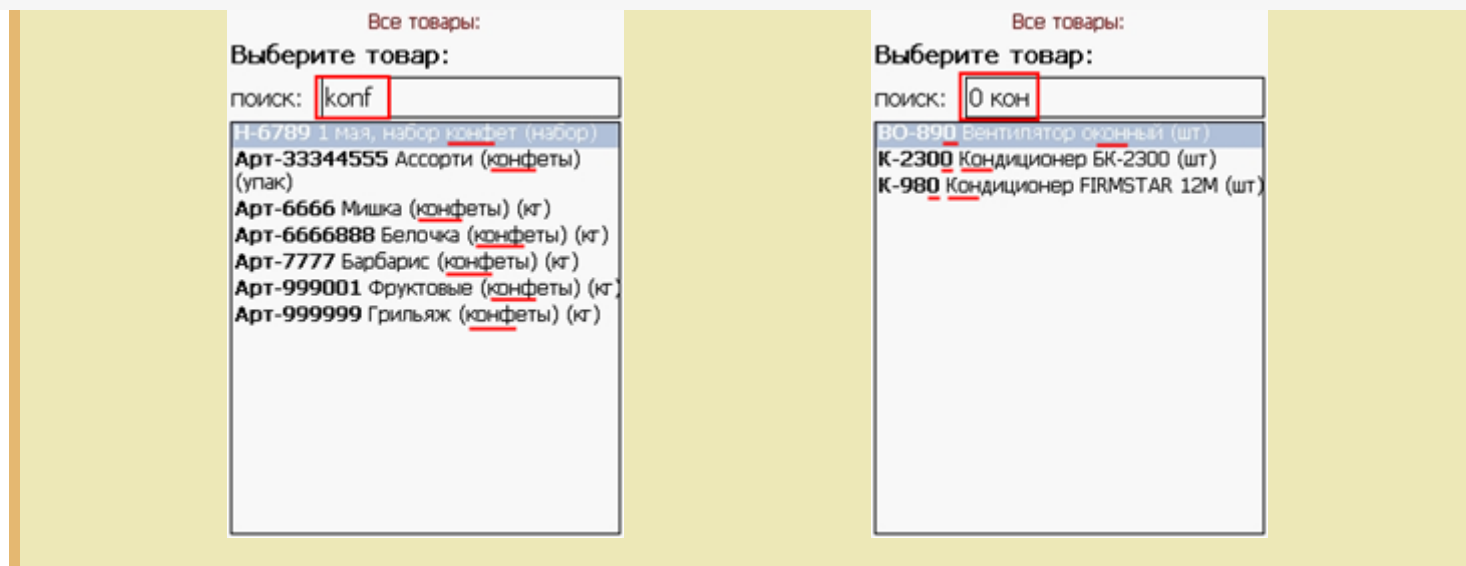 Все товары:
Выберите товар:
поиск: konf
Н-6789 1 мая, набор конфет (набор)
Арт-33344555 Ассорти (конфеты)
(упак)
Арт-6666 Мишка (конфеты) (кг)
Арт-6666888 Белочка (конфеты) (кг)
Арт-7777 Барбарис (конфеты) (кг)
Арт-999001 Фруктовые (конфеты) (кг)
Арт-999999 Грильяж (конфеты) (кг)
Все товары:
Выберите товар:
поиск: 0 кон
ВО-890 Вентилятор оконный (шт)
К-2300 Кондиционер БК-2300 (шт)
К-980 Кондиционер FIRMSTAR 12М (шт)